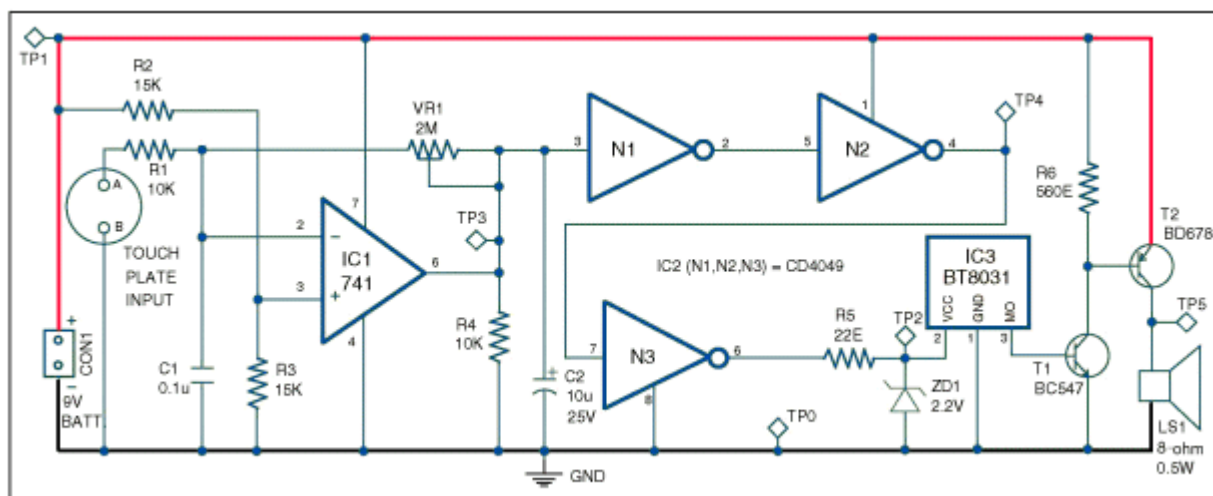 TP1
R2
15K
VR1
2M
R1
10K
A
B
TOUCH
PLATE
INPUT
2
3
7
4
6
IC1
741
TP3
R4
10K
3
N1
2
5
1
N2
4
TP4
R6
560E
T2
BD678
IC2 (N1,N2,N3) = CD4049
IC3
BT8031
VCC
GND
MO
2
1
3
TP5
7
N3
6
8
R5
22E
TP2
ZD1
2.2V
T1
BC547
+
CON1
−
9V
BATT.
C1
0.1u
R3
15K
C2
10u
25V
+
TP0
GND
LS1
8-ohm
0.5W